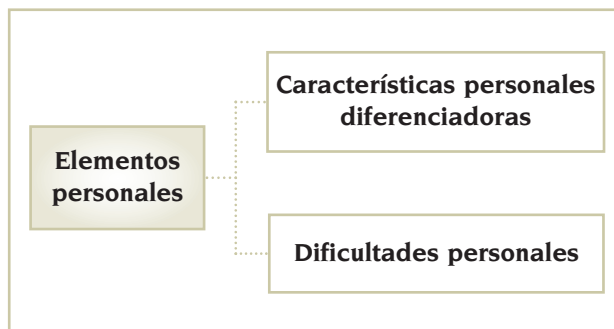 Características personales
diferenciadoras
Elementos
personales
Dificultades personales